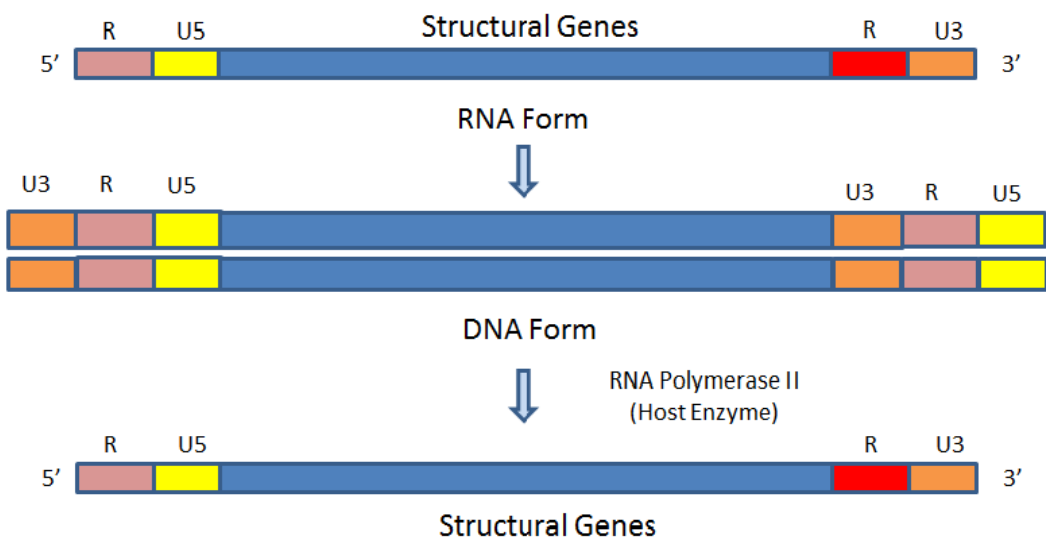 R U5 Structural Genes R U3
5’ 3’
RNA Form
U3 R U5 U3 R U5
DNA Form
RNA Polymerase II
(Host Enzyme)
R U5 R U3
5’ 3’
Structural Genes